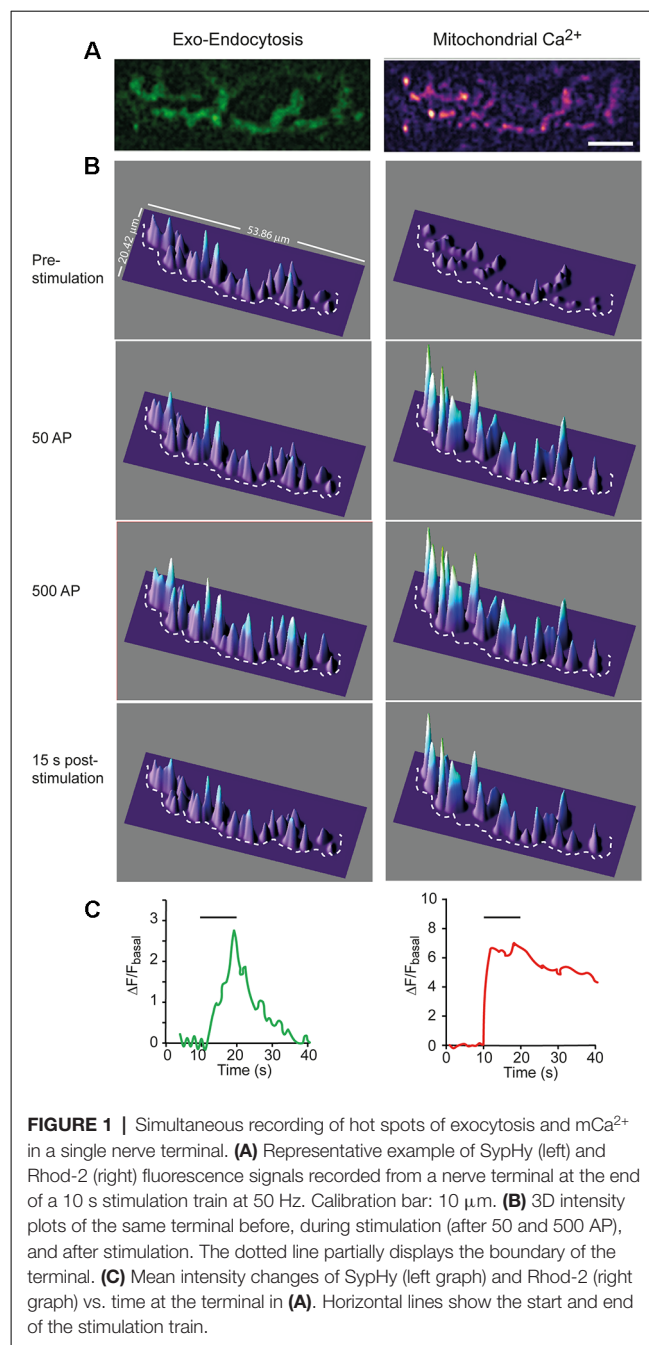 Exo-Endocytosis
Mitochondrial Ca²⁺
A
B
Pre-
stimulation
20.42 μm
53.86 μm
50 AP
500 AP
15 s post-
stimulation
C
ΔF/F basal
3
2
1
0
0 10 20 30 40
Time (s)
ΔF/F basal
10
8
6
4
2
0
0 10 20 30 40
Time (s)
FIGURE 1 | Simultaneous recording of hot spots of exocytosis and mCa²⁺
in a single nerve terminal. (A) Representative example of SypHy (left) and
Rhod-2 (right) fluorescence signals recorded from a nerve terminal at the end
of a 10 s stimulation train at 50 Hz. Calibration bar: 10 μm. (B) 3D intensity
plots of the same terminal before, during stimulation (after 50 and 500 AP),
and after stimulation. The dotted line partially displays the boundary of the
terminal. (C) Mean intensity changes of SypHy (left graph) and Rhod-2 (right
graph) vs. time at the terminal in (A). Horizontal lines show the start and end
of the stimulation train.